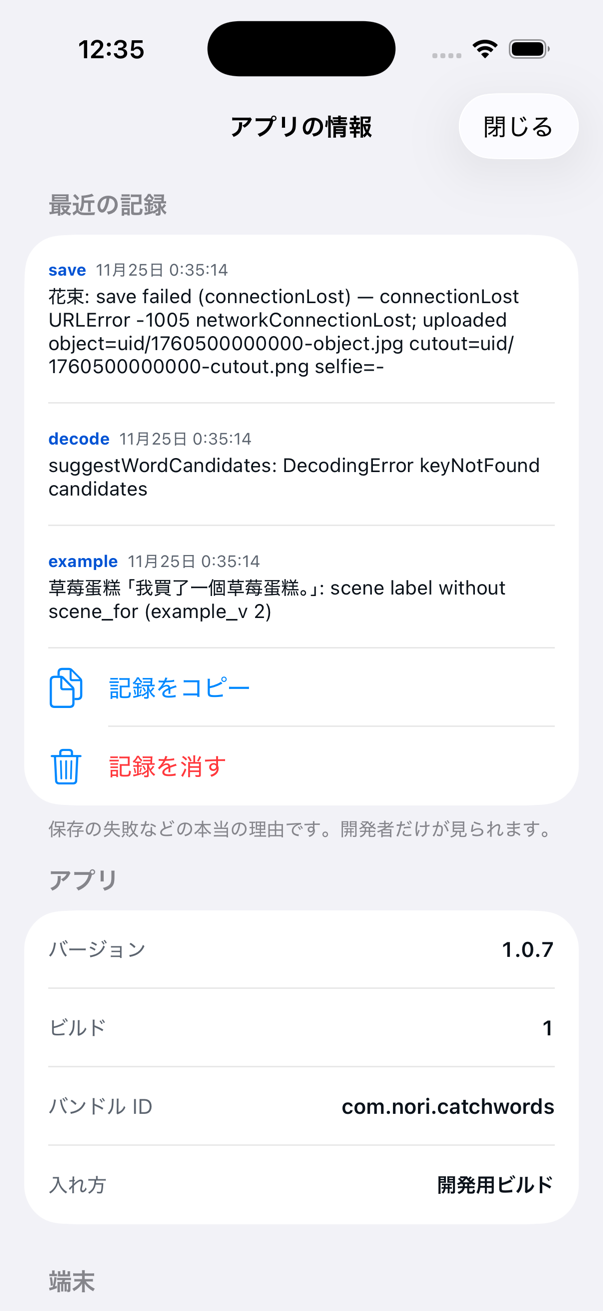 12:35
アプリの情報
閉じる
最近の記録
save 11月25日 0:35:14
花束: save failed (connectionLost) — connectionLost
URLError -1005 networkConnectionLost; uploaded
object=uid/1760500000000-object.jpg cutout=uid/
1760500000000-cutout.png selfie=-
decode 11月25日 0:35:14
suggestWordCandidates: DecodingError keyNotFound
candidates
example 11月25日 0:35:14
草莓蛋糕「我買了一個草莓蛋糕。」: scene label without
scene_for (example_v 2)
記録をコピー
記録を消す
保存の失敗などの本当の理由です。開発者だけが見られます。
アプリ
バージョン 1.0.7
ビルド 1
バンドル ID com.nori.catchwords
入れ方 開発用ビルド
端末